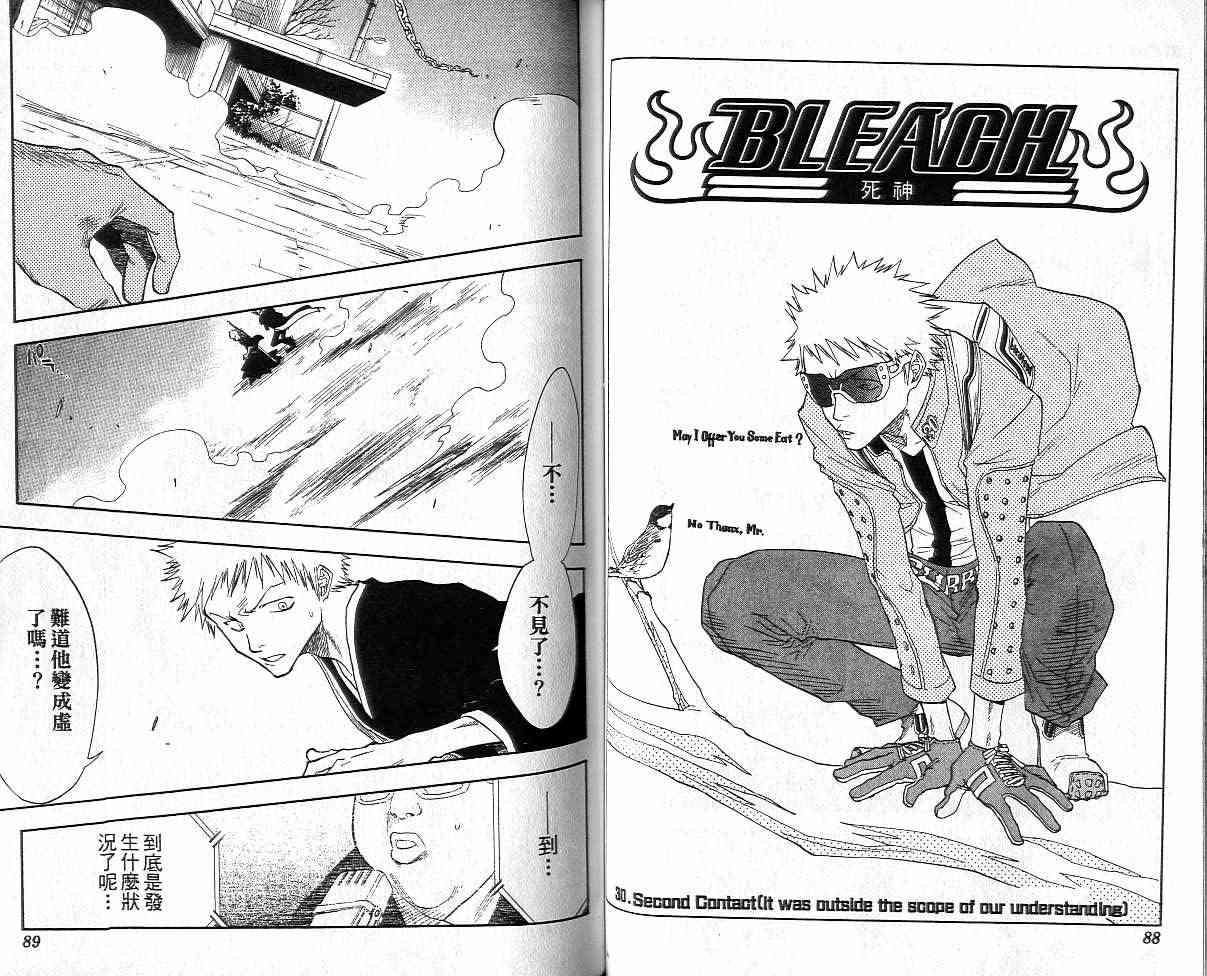 BLEACH
死神
May I Offer You Some Eat ?
No Thanx, Mr.
30. Second Contact(It was outside the scope of our understanding)
88
——不…
不見了…?
難道他變成虛
了嗎…?
——到…
到底是發
生什麼狀
況了呢…
89